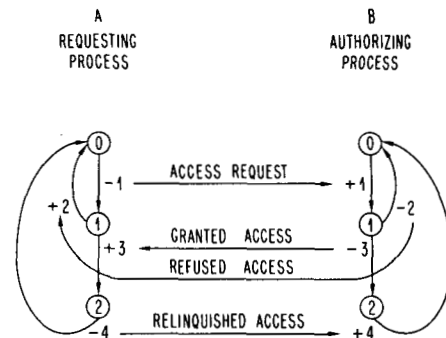 A
REQUESTING
PROCESS
B
AUTHORIZING
PROCESS
0
0
-1
ACCESS REQUEST
+1
+2
-2
1
1
+3
GRANTED ACCESS
-3
REFUSED ACCESS
2
2
-4
RELINQUISHED ACCESS
+4